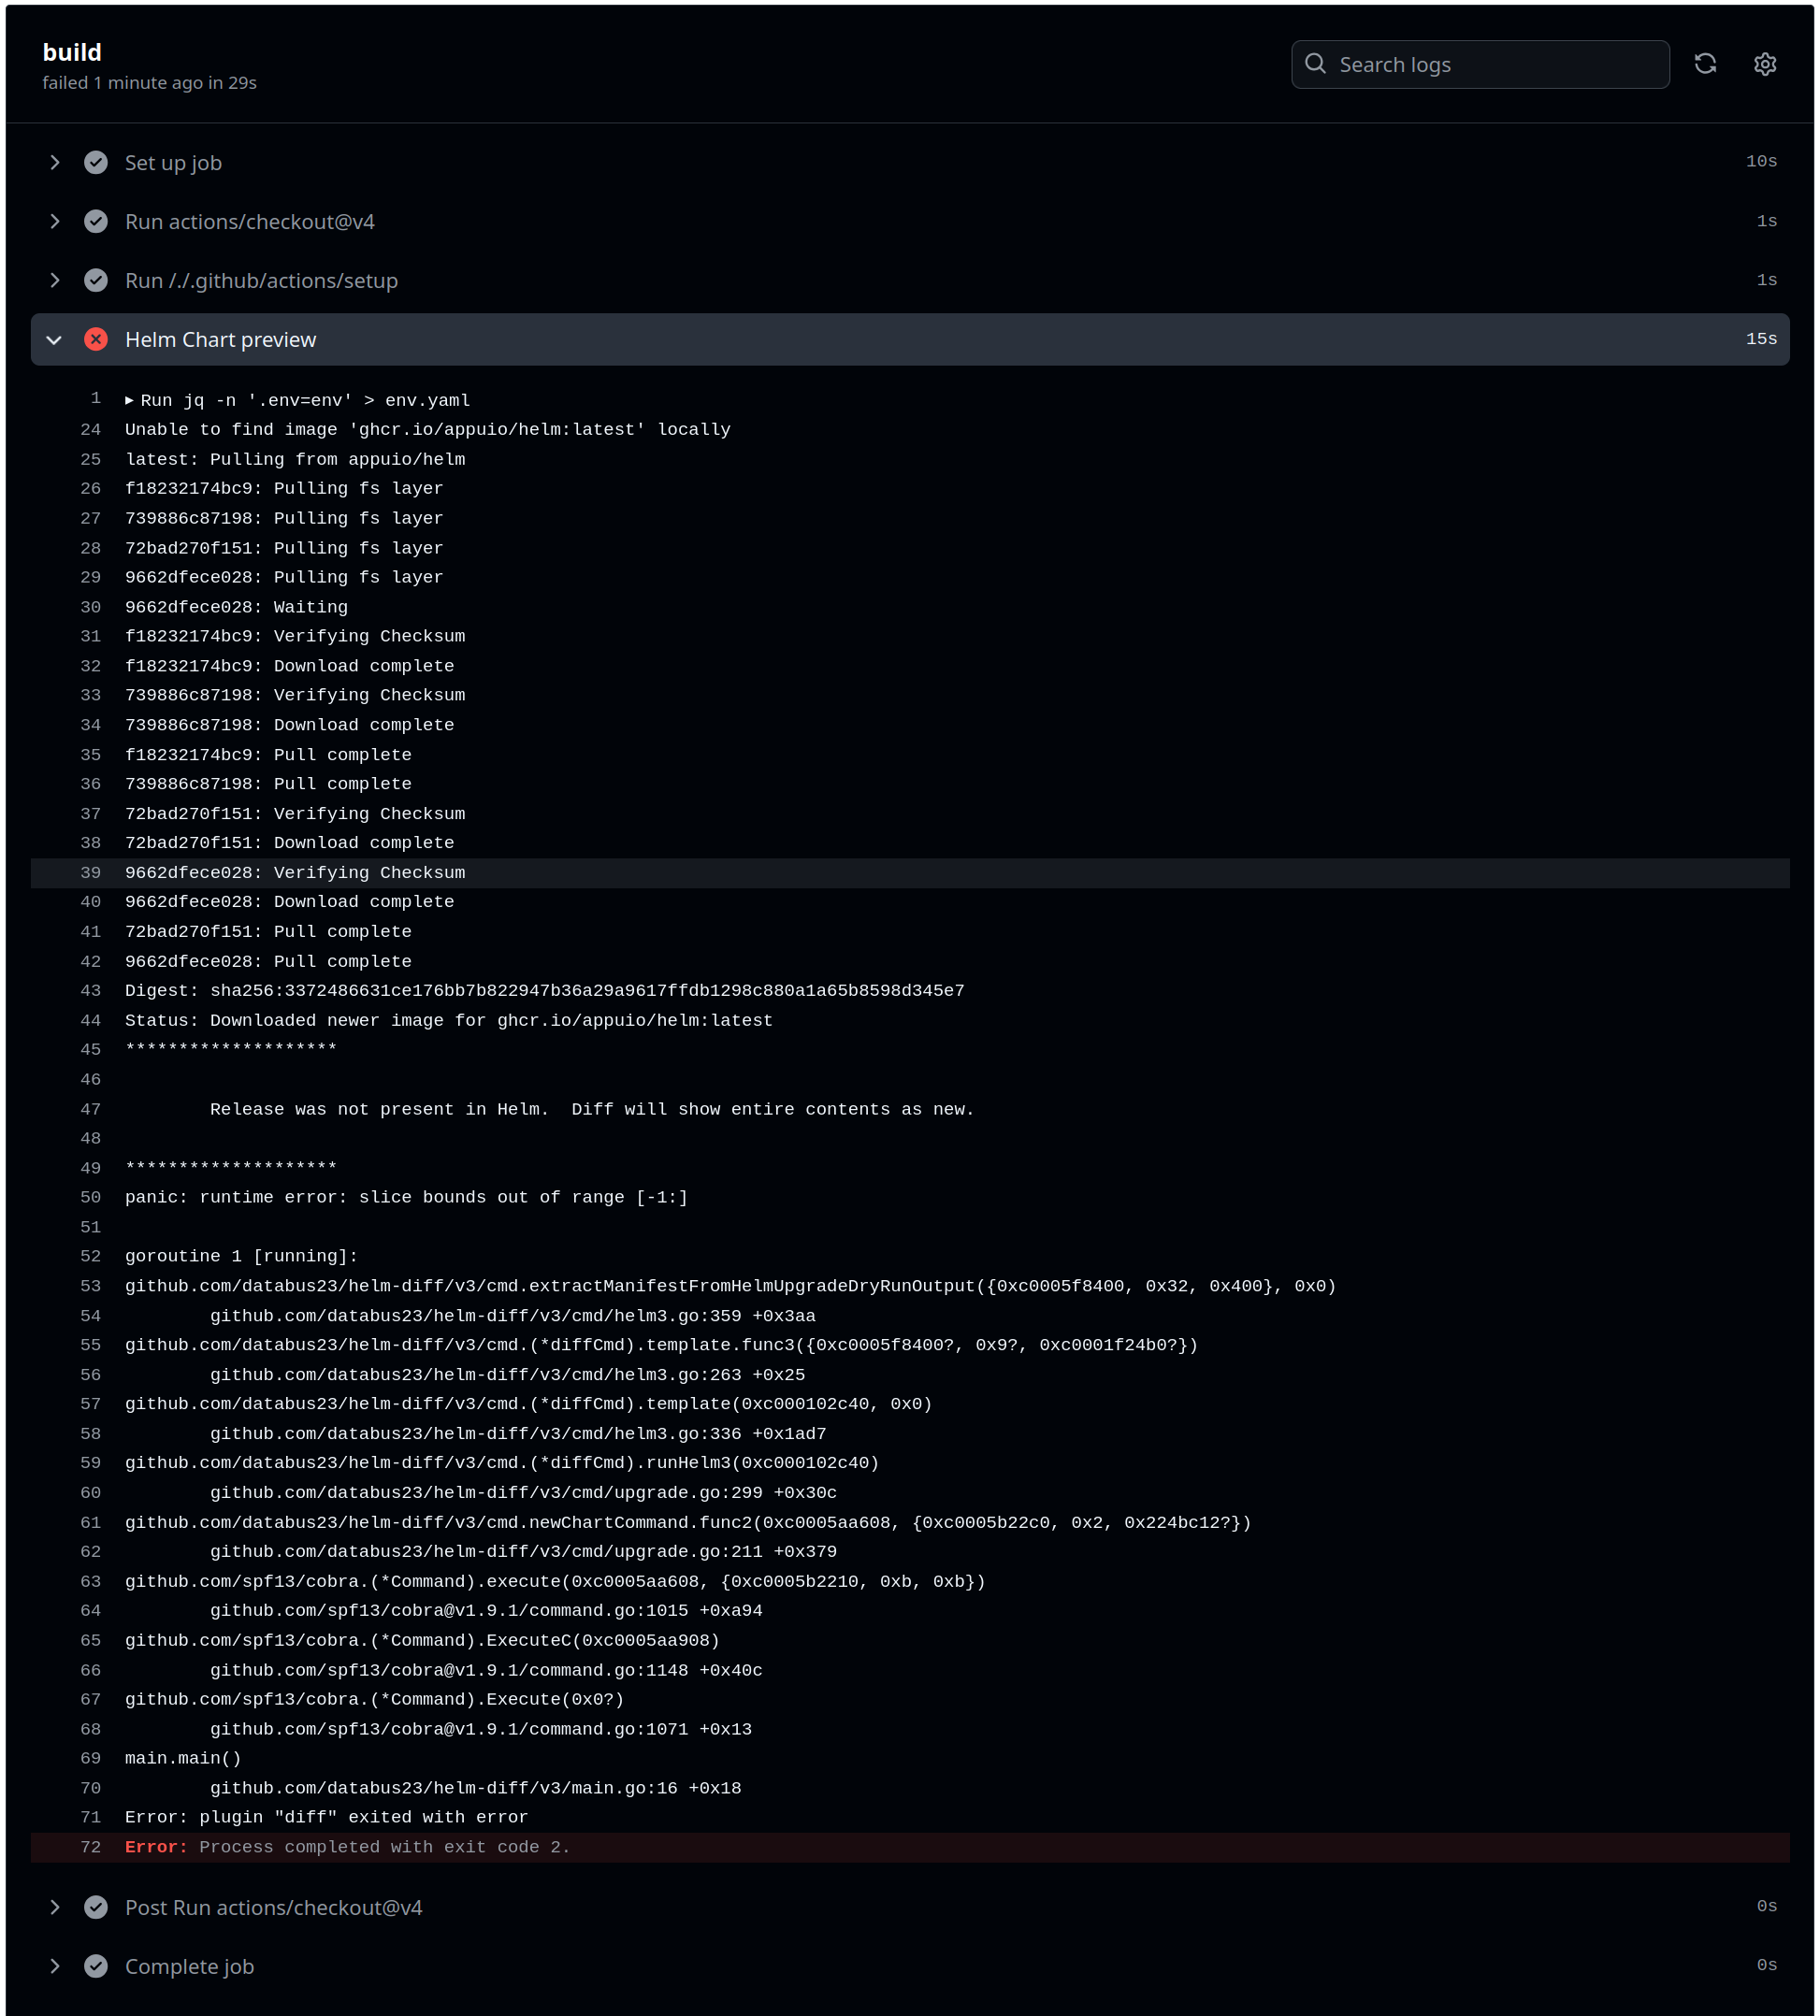 build
failed 1 minute ago in 29s
Search logs
Set up job 10s
Run actions/checkout@v4 1s
Run /./.github/actions/setup 1s
Helm Chart preview 15s
1 ▶ Run jq -n '.env=env' > env.yaml
24 Unable to find image 'ghcr.io/appuio/helm:latest' locally
25 latest: Pulling from appuio/helm
26 f18232174bc9: Pulling fs layer
27 739886c87198: Pulling fs layer
28 72bad270f151: Pulling fs layer
29 9662dfece028: Pulling fs layer
30 9662dfece028: Waiting
31 f18232174bc9: Verifying Checksum
32 f18232174bc9: Download complete
33 739886c87198: Verifying Checksum
34 739886c87198: Download complete
35 f18232174bc9: Pull complete
36 739886c87198: Pull complete
37 72bad270f151: Verifying Checksum
38 72bad270f151: Download complete
39 9662dfece028: Verifying Checksum
40 9662dfece028: Download complete
41 72bad270f151: Pull complete
42 9662dfece028: Pull complete
43 Digest: sha256:3372486631ce176bb7b822947b36a29a9617ffdb1298c880a1a65b8598d345e7
44 Status: Downloaded newer image for ghcr.io/appuio/helm:latest
45 ********************
46
47 Release was not present in Helm.  Diff will show entire contents as new.
48
49 ********************
50 panic: runtime error: slice bounds out of range [-1:]
51
52 goroutine 1 [running]:
53 github.com/databus23/helm-diff/v3/cmd.extractManifestFromHelmUpgradeDryRunOutput({0xc0005f8400, 0x32, 0x400}, 0x0)
54 github.com/databus23/helm-diff/v3/cmd/helm3.go:359 +0x3aa
55 github.com/databus23/helm-diff/v3/cmd.(*diffCmd).template.func3({0xc0005f8400?, 0x9?, 0xc0001f24b0?})
56 github.com/databus23/helm-diff/v3/cmd/helm3.go:263 +0x25
57 github.com/databus23/helm-diff/v3/cmd.(*diffCmd).template(0xc000102c40, 0x0)
58 github.com/databus23/helm-diff/v3/cmd/helm3.go:336 +0x1ad7
59 github.com/databus23/helm-diff/v3/cmd.(*diffCmd).runHelm3(0xc000102c40)
60 github.com/databus23/helm-diff/v3/cmd/upgrade.go:299 +0x30c
61 github.com/databus23/helm-diff/v3/cmd.newChartCommand.func2(0xc0005aa608, {0xc0005b22c0, 0x2, 0x224bc12?})
62 github.com/databus23/helm-diff/v3/cmd/upgrade.go:211 +0x379
63 github.com/spf13/cobra.(*Command).execute(0xc0005aa608, {0xc0005b2210, 0xb, 0xb})
64 github.com/spf13/cobra@v1.9.1/command.go:1015 +0xa94
65 github.com/spf13/cobra.(*Command).ExecuteC(0xc0005aa908)
66 github.com/spf13/cobra@v1.9.1/command.go:1148 +0x40c
67 github.com/spf13/cobra.(*Command).Execute(0x0?)
68 github.com/spf13/cobra@v1.9.1/command.go:1071 +0x13
69 main.main()
70 github.com/databus23/helm-diff/v3/main.go:16 +0x18
71 Error: plugin "diff" exited with error
72 Error: Process completed with exit code 2.
Post Run actions/checkout@v4 0s
Complete job 0s